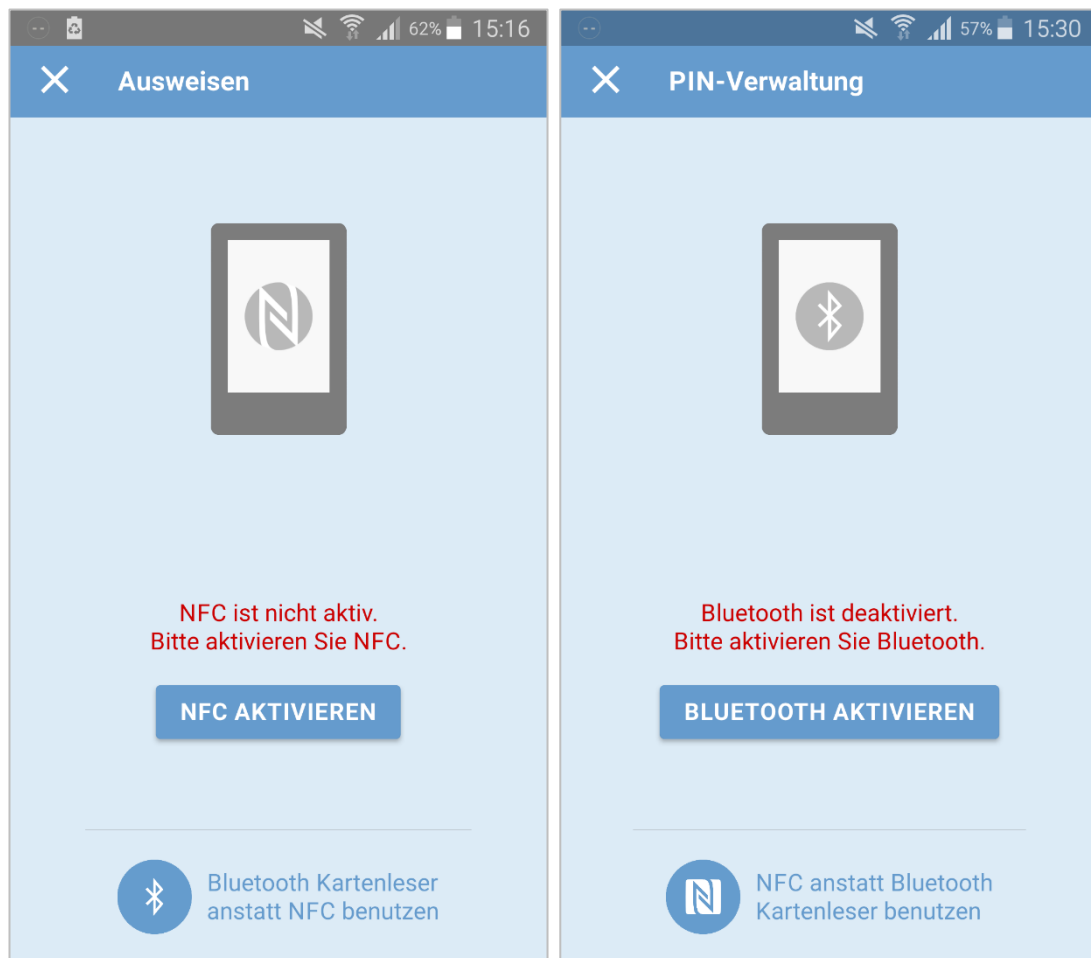 62% 15:16
Ausweisen
NFC ist nicht aktiv.
Bitte aktivieren Sie NFC.
NFC AKTIVIEREN
Bluetooth Kartenleser
anstatt NFC benutzen
57% 15:30
PIN-Verwaltung
Bluetooth ist deaktiviert.
Bitte aktivieren Sie Bluetooth.
BLUETOOTH AKTIVIEREN
NFC anstatt Bluetooth
Kartenleser benutzen